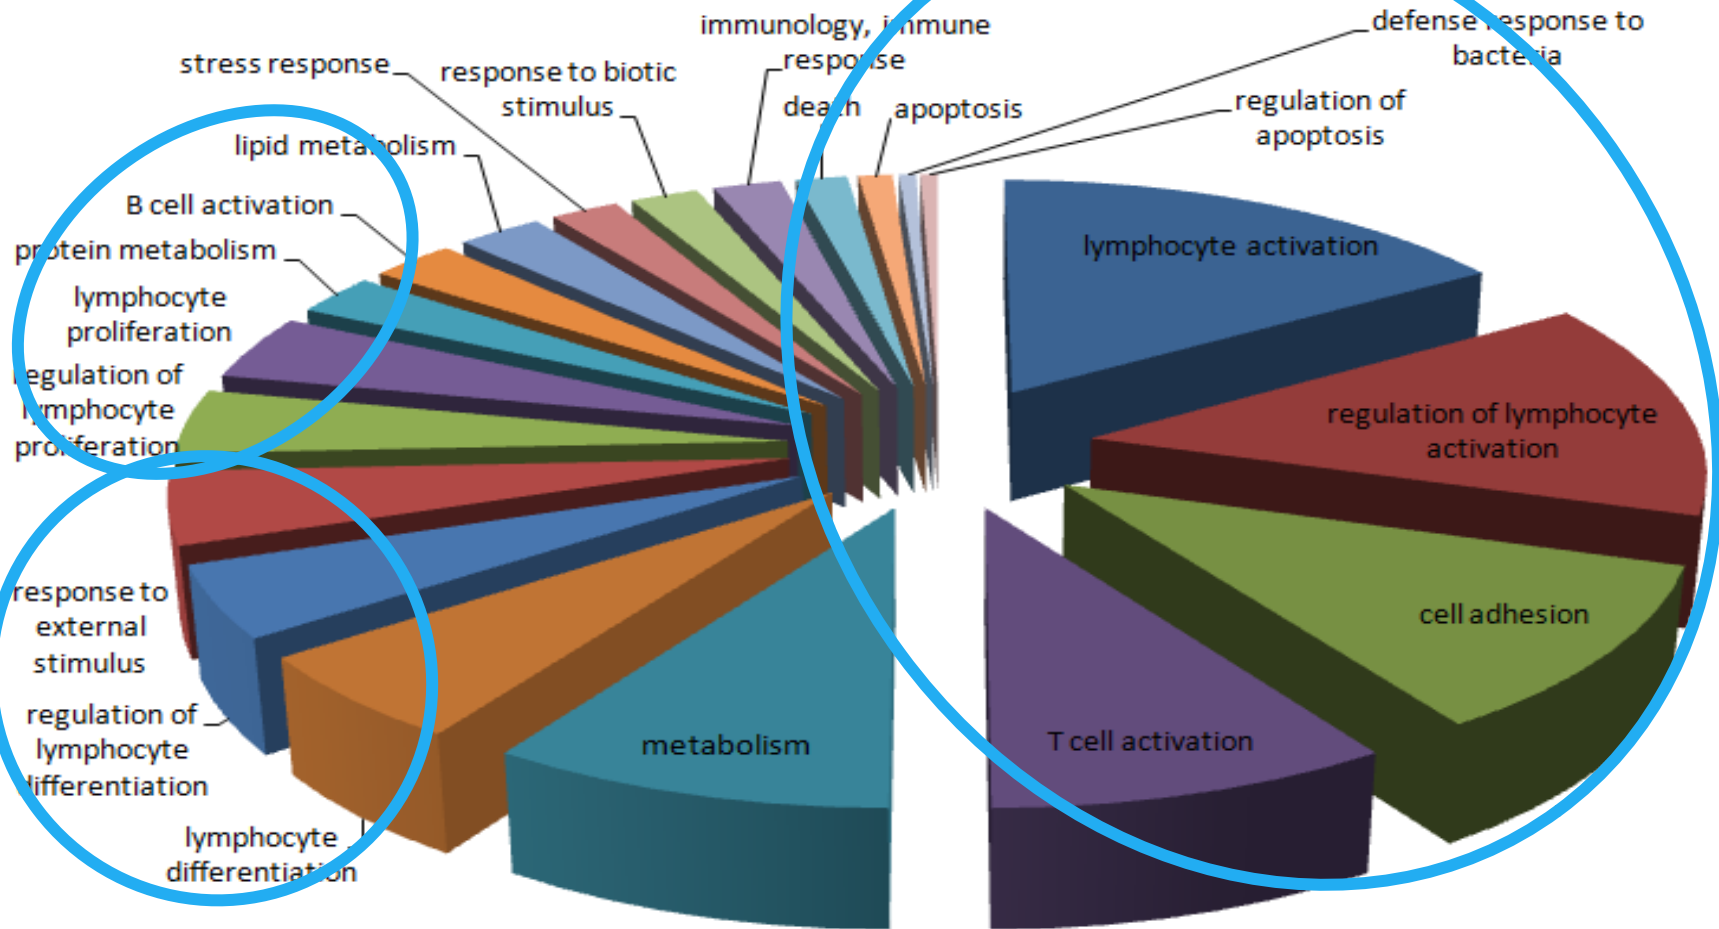 immunology, immune
response
defense response to
bacteria
stress response
response to biotic
stimulus
death
apoptosis
regulation of
apoptosis
lipid metabolism
B cell activation
protein metabolism
lymphocyte
proliferation
regulation of
lymphocyte
proliferation
lymphocyte activation
regulation of lymphocyte
activation
cell adhesion
T cell activation
metabolism
response to
external
stimulus
regulation of
lymphocyte
differentiation
lymphocyte
differentiation